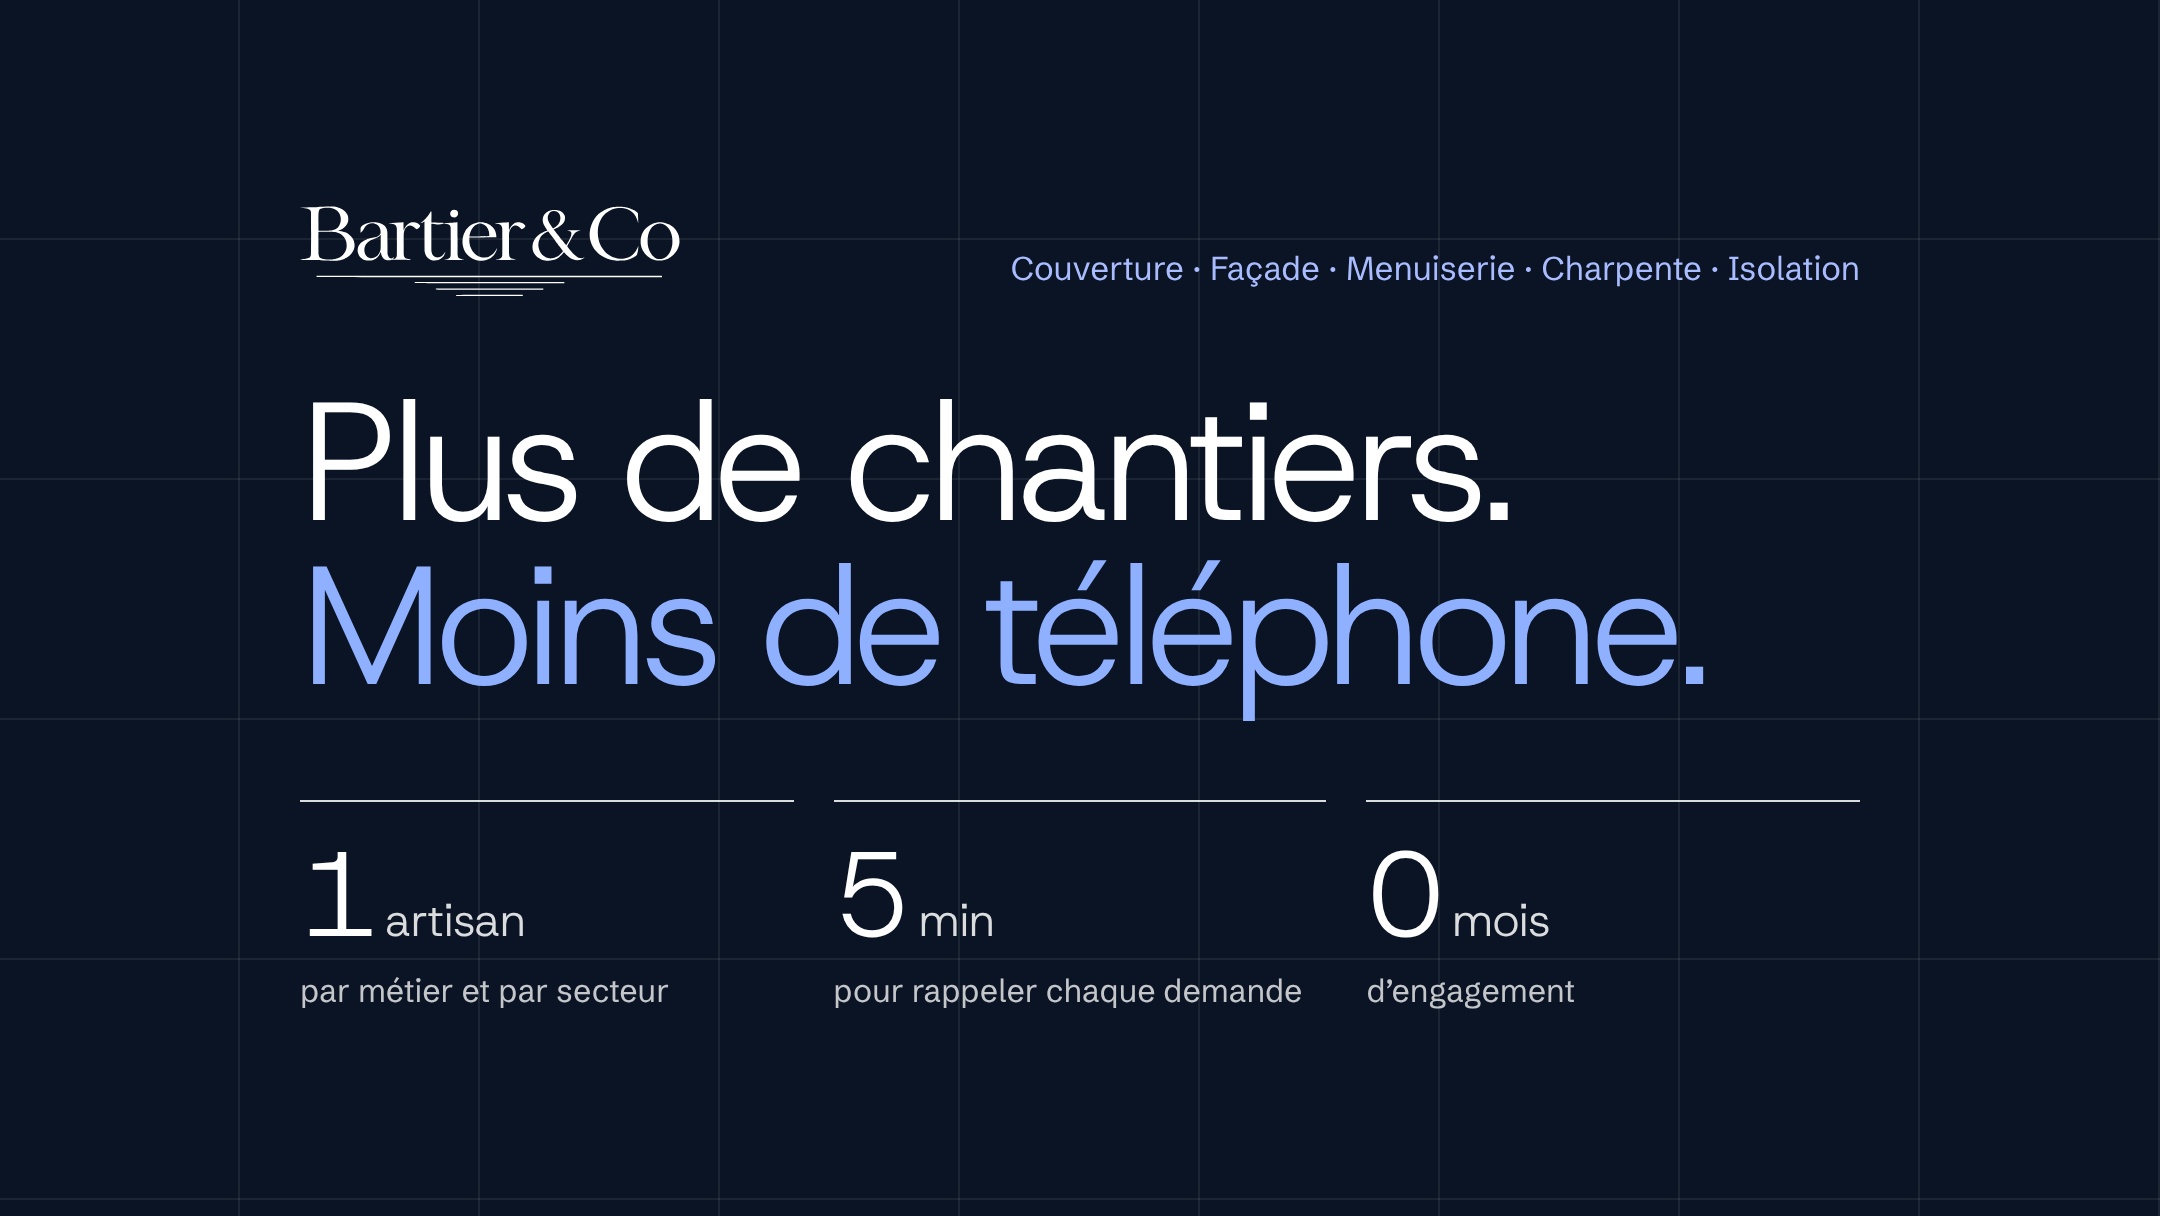 Bartier & Co
Couverture · Façade · Menuiserie · Charpente · Isolation
Plus de chantiers.
Moins de téléphone.
1 artisan
par métier et par secteur
5 min
pour rappeler chaque demande
0 mois
d’engagement